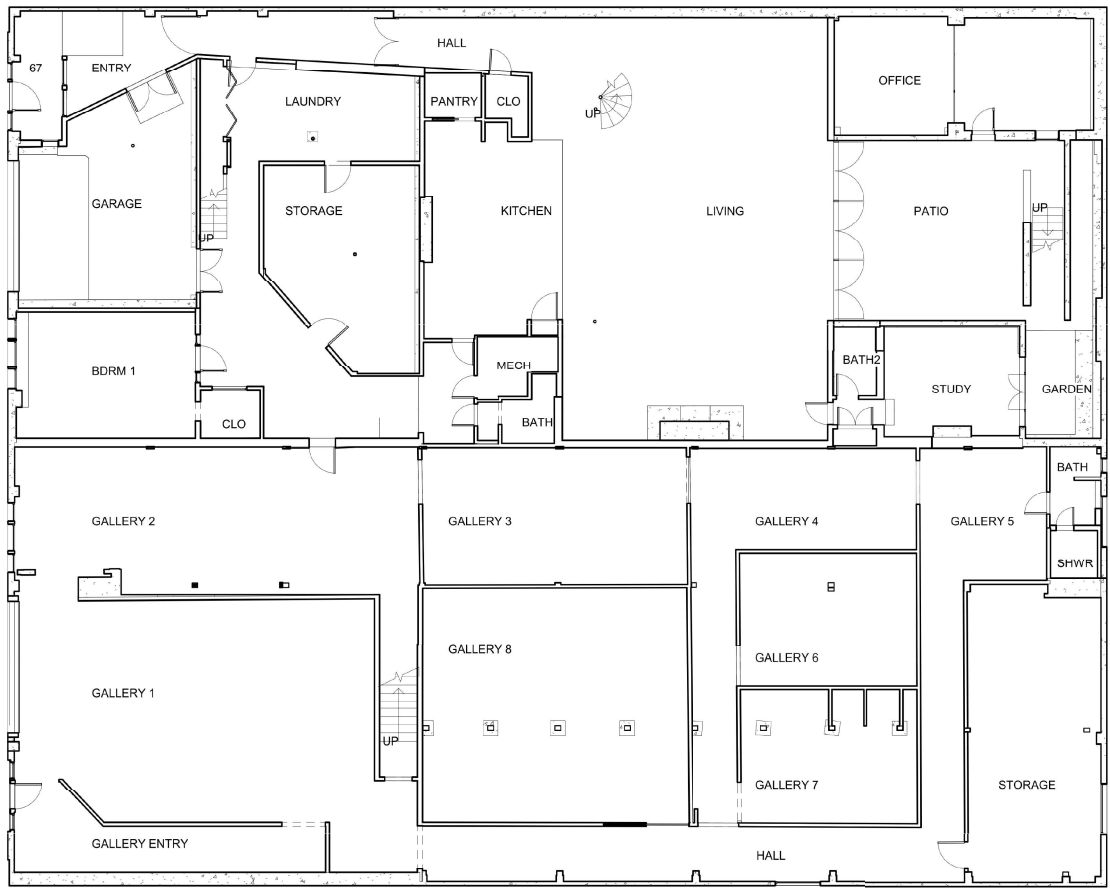 HALL
67
ENTRY
OFFICE
LAUNDRY
PANTRY
CLO
UP
GARAGE
STORAGE
KITCHEN
LIVING
PATIO
UP
UP
BDRM 1
MECH
BATH2
STUDY
GARDEN
CLO
BATH
BATH
GALLERY 2
GALLERY 3
GALLERY 4
GALLERY 5
SHWR
GALLERY 8
GALLERY 6
GALLERY 1
UP
GALLERY 7
STORAGE
GALLERY ENTRY
HALL